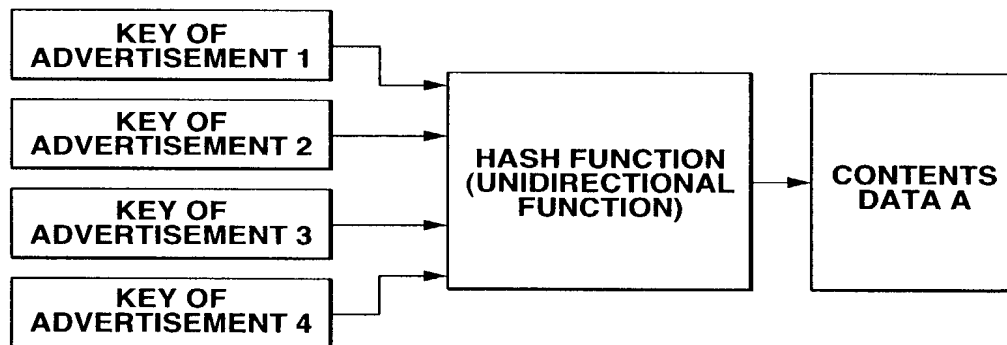 KEY OF
ADVERTISEMENT 1
KEY OF
ADVERTISEMENT 2
KEY OF
ADVERTISEMENT 3
KEY OF
ADVERTISEMENT 4
HASH FUNCTION
(UNIDIRECTIONAL
FUNCTION)
CONTENTS
DATA A